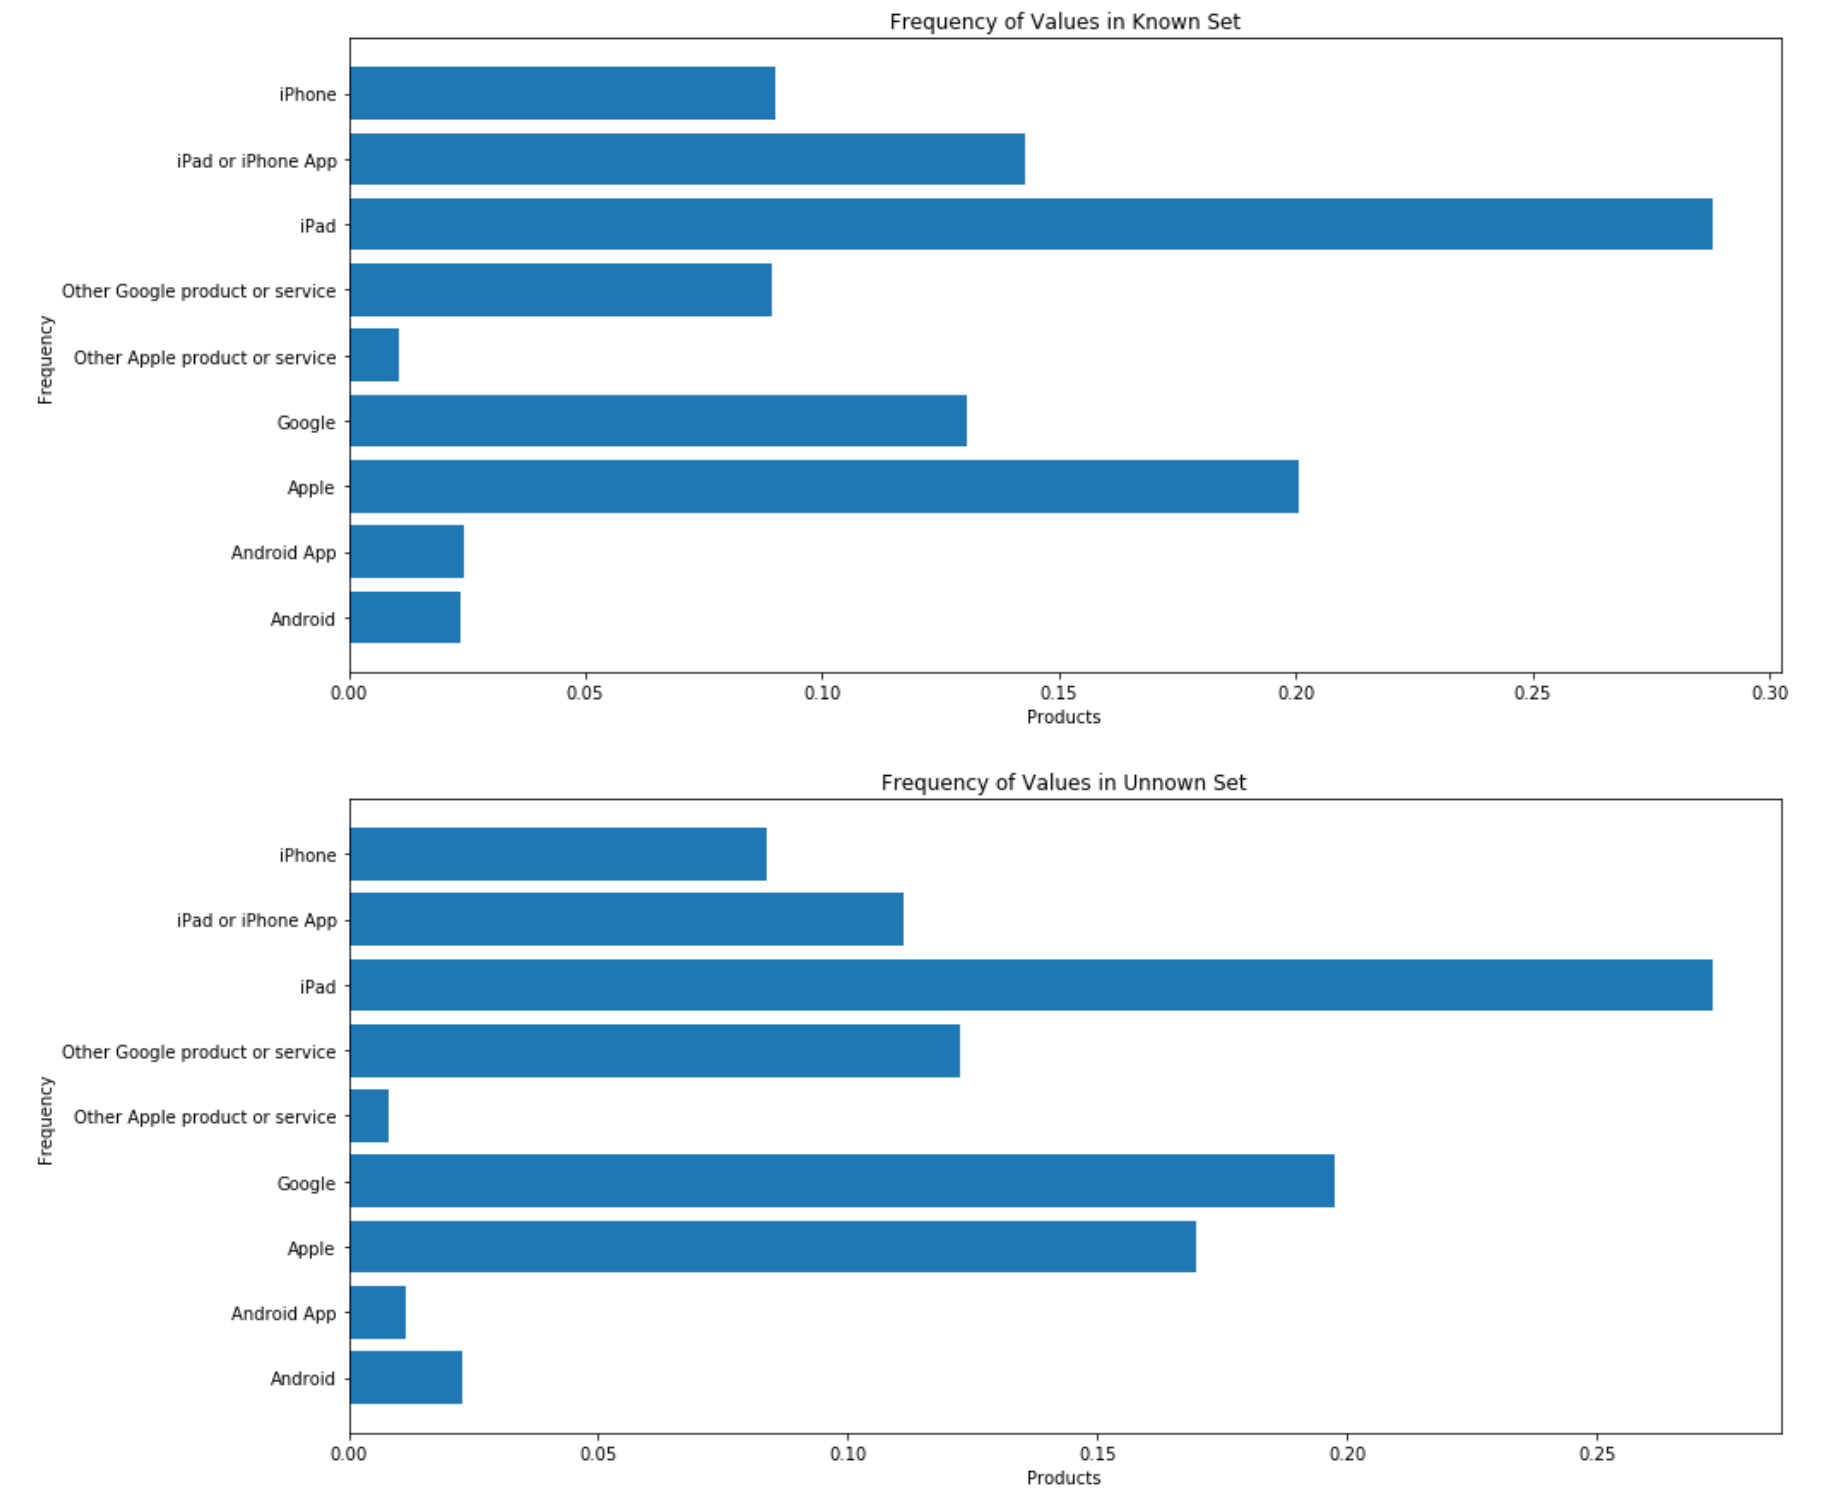 Frequency of Values in Known Set
iPhone
iPad or iPhone App
iPad
Other Google product or service
Other Apple product or service
Google
Apple
Android App
Android
Frequency
0.00 0.05 0.10 0.15 0.20 0.25 0.30
Products
Frequency of Values in Unnown Set
iPhone
iPad or iPhone App
iPad
Other Google product or service
Other Apple product or service
Google
Apple
Android App
Android
Frequency
0.00 0.05 0.10 0.15 0.20 0.25
Products